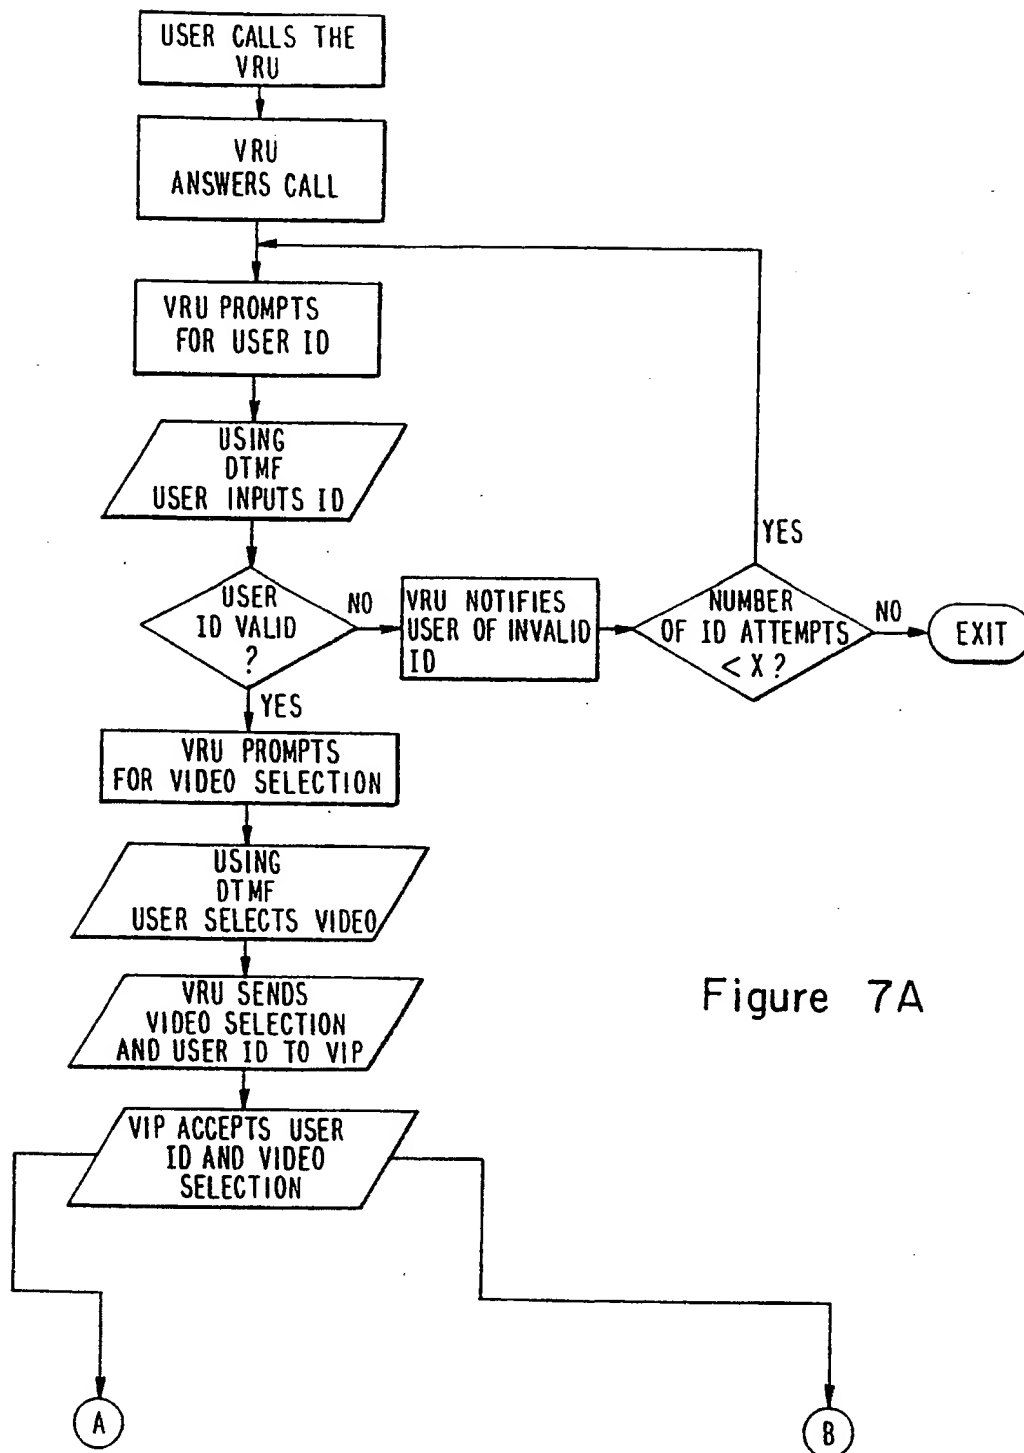 USER CALLS THE
VRU
VRU
ANSWERS CALL
VRU PROMPTS
FOR USER ID
USING
DTMF
USER INPUTS ID
YES
USER
ID VALID
?
NO
VRU NOTIFIES
USER OF INVALID
ID
NUMBER
OF ID ATTEMPTS
< X ?
NO
EXIT
YES
VRU PROMPTS
FOR VIDEO SELECTION
USING
DTMF
USER SELECTS VIDEO
VRU SENDS
VIDEO SELECTION
AND USER ID TO VIP
Figure 7A
VIP ACCEPTS USER
ID AND VIDEO
SELECTION
A
B